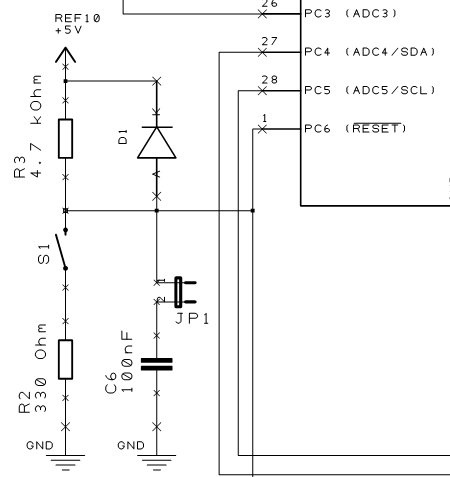 REF10
+5V
26
PC3 (ADC3)
27
PC4 (ADC4/SDA)
28
PC5 (ADC5/SCL)
1
PC6 (RESET)
R3
4.7 kOhm
D1
K
A
S1
1
2
JP1
R2
330 Ohm
C6
100nF
GND
GND